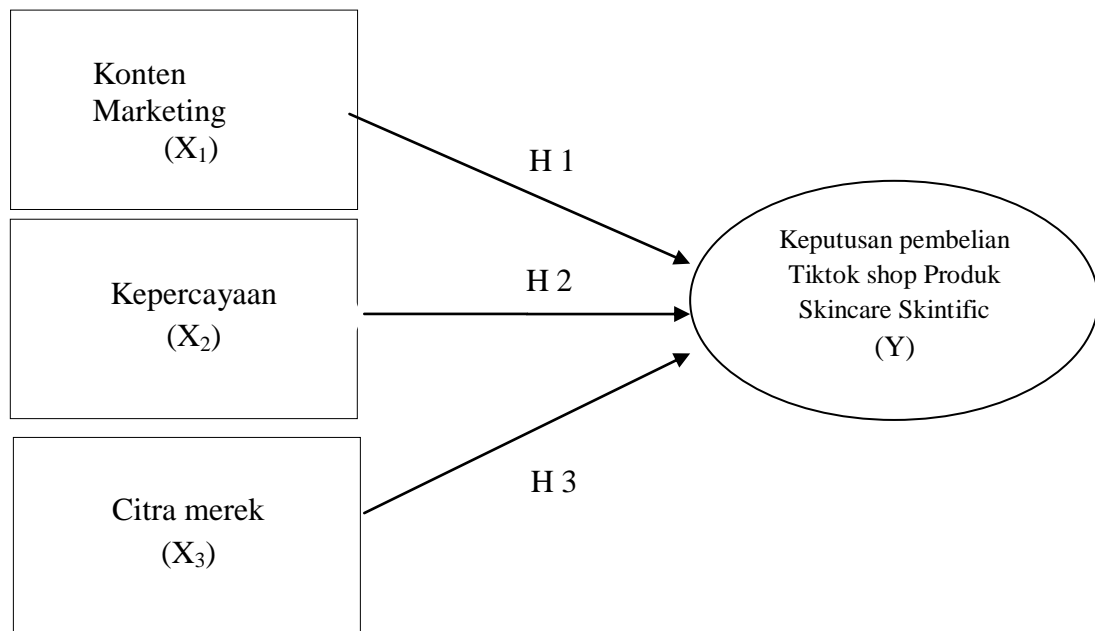 Konten
Marketing
(X₁)
H 1
Kepercayaan
(X₂)
H 2
Citra merek
(X₃)
H 3
Keputusan pembelian
Tiktok shop Produk
Skincare Skintific
(Y)